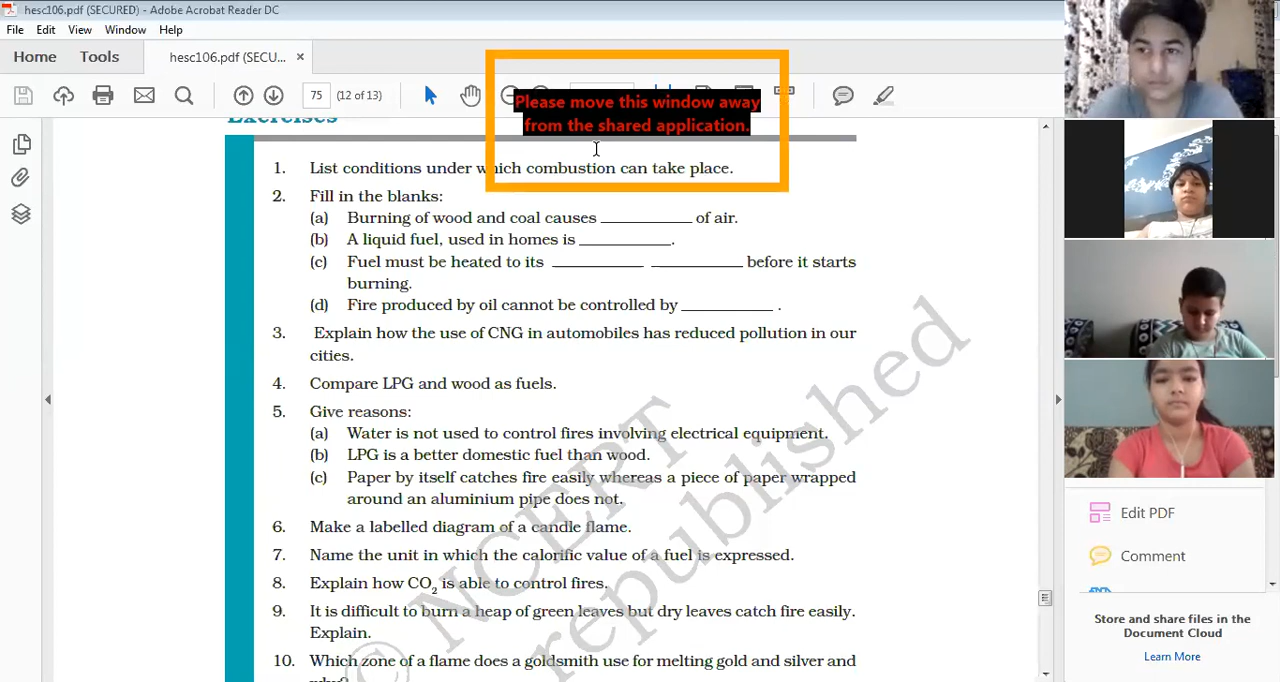 hesc106.pdf (SECURED) - Adobe Acrobat Reader DC
File Edit View Window Help
Home Tools hesc106.pdf (SECU... ×
75 (12 of 13)
Please move this window away
from the shared application.
Exercises
1. List conditions under which combustion can take place.
2. Fill in the blanks:
(a) Burning of wood and coal causes __________ of air.
(b) A liquid fuel, used in homes is __________.
(c) Fuel must be heated to its __________ __________ before it starts
burning.
(d) Fire produced by oil cannot be controlled by __________ .
3. Explain how the use of CNG in automobiles has reduced pollution in our
cities.
4. Compare LPG and wood as fuels.
5. Give reasons:
(a) Water is not used to control fires involving electrical equipment.
(b) LPG is a better domestic fuel than wood.
(c) Paper by itself catches fire easily whereas a piece of paper wrapped
around an aluminium pipe does not.
6. Make a labelled diagram of a candle flame.
7. Name the unit in which the calorific value of a fuel is expressed.
8. Explain how CO2 is able to control fires.
9. It is difficult to burn a heap of green leaves but dry leaves catch fire easily.
Explain.
10. Which zone of a flame does a goldsmith use for melting gold and silver and
why?
© NCERT
republished
Edit PDF
Comment
Store and share files in the
Document Cloud
Learn More